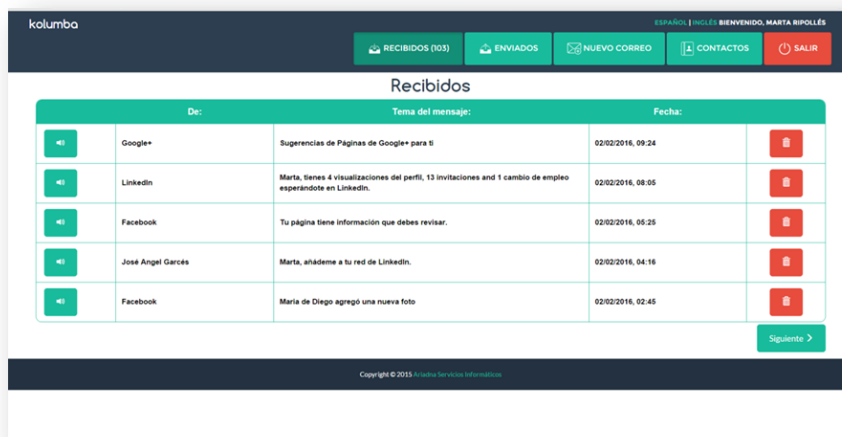 kolumba
ESPAÑOL | INGLÉS BIENVENIDO, MARTA RIPOLLÉS
RECIBIDOS (103) ENVIADOS NUEVO CORREO CONTACTOS SALIR
Recibidos
De: Tema del mensaje: Fecha:
Google+ Sugerencias de Páginas de Google+ para ti 02/02/2016, 09:24
LinkedIn Marta, tienes 4 visualizaciones del perfil, 13 invitaciones and 1 cambio de empleo
esperándote en LinkedIn. 02/02/2016, 08:05
Facebook Tu página tiene información que debes revisar. 02/02/2016, 05:25
José Angel Garcés Marta, añádeme a tu red de LinkedIn. 02/02/2016, 04:16
Facebook Maria de Diego agregó una nueva foto 02/02/2016, 02:45
Siguiente
Copyright © 2015 Ariadna Servicios Informáticos